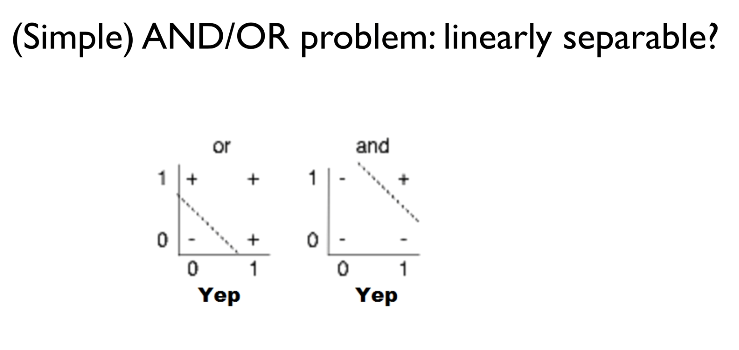 (Simple) AND/OR problem: linearly separable?
or and
1 + + 1 - +
0 - + 0 - -
0 1 0 1
Yep Yep